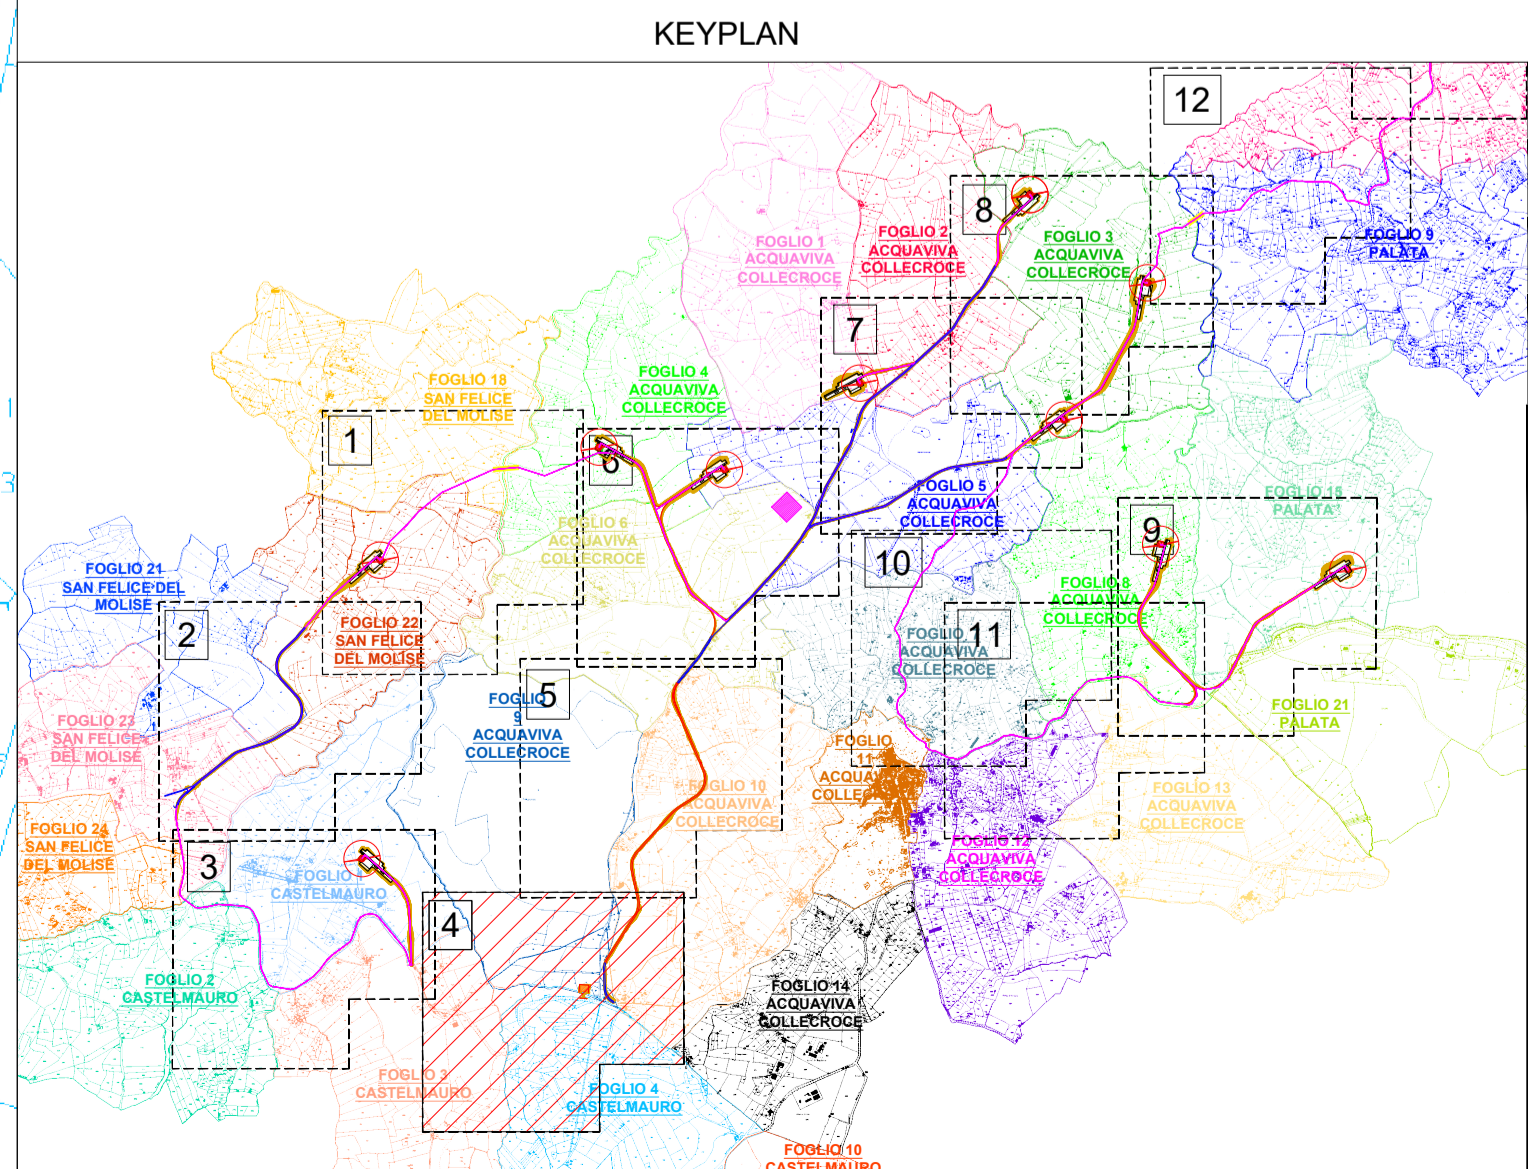 KEYPLAN
12
8
FOGLIO 1
ACQUAVIVA
COLLECROCE
FOGLIO 2
ACQUAVIVA
COLLECROCE
FOGLIO 3
ACQUAVIVA
COLLECROCE
FOGLIO 9
PALATA
7
FOGLIO 18
SAN FELICE
DEL MOLISE
FOGLIO 4
ACQUAVIVA
COLLECROCE
1
6
FOGLIO 5
ACQUAVIVA
COLLECROCE
FOGLIO 6
ACQUAVIVA
COLLECROCE
PALATA
9
10
FOGLIO 21
SAN FELICE DEL
MOLISE
FOGLIO 8
ACQUAVIVA
COLLECROCE
2
FOGLIO 22
SAN FELICE
DEL MOLISE
FOGLIO
ACQUAVIVA
COLLECROCE
11
5
FOGLIO
9
ACQUAVIVA
COLLECROCE
FOGLIO 21
PALATA
FOGLIO 23
SAN FELICE
DEL MOLISE
FOGLIO
11
FOGLIO 10
ACQUAVIVA
COLLECROCE
FOGLIO 13
ACQUAVIVA
COLLECROCE
FOGLIO 24
SAN FELICE
DEL MOLISE
FOGLIO 12
ACQUAVIVA
COLLECROCE
3
FOGLIO
CASTELMAURO
4
FOGLIO 2
CASTELMAURO
FOGLIO 14
ACQUAVIVA
COLLECROCE
FOGLIO 3
CASTELMAURO
FOGLIO 4
CASTELMAURO
FOGLIO 10
CASTELMAURO